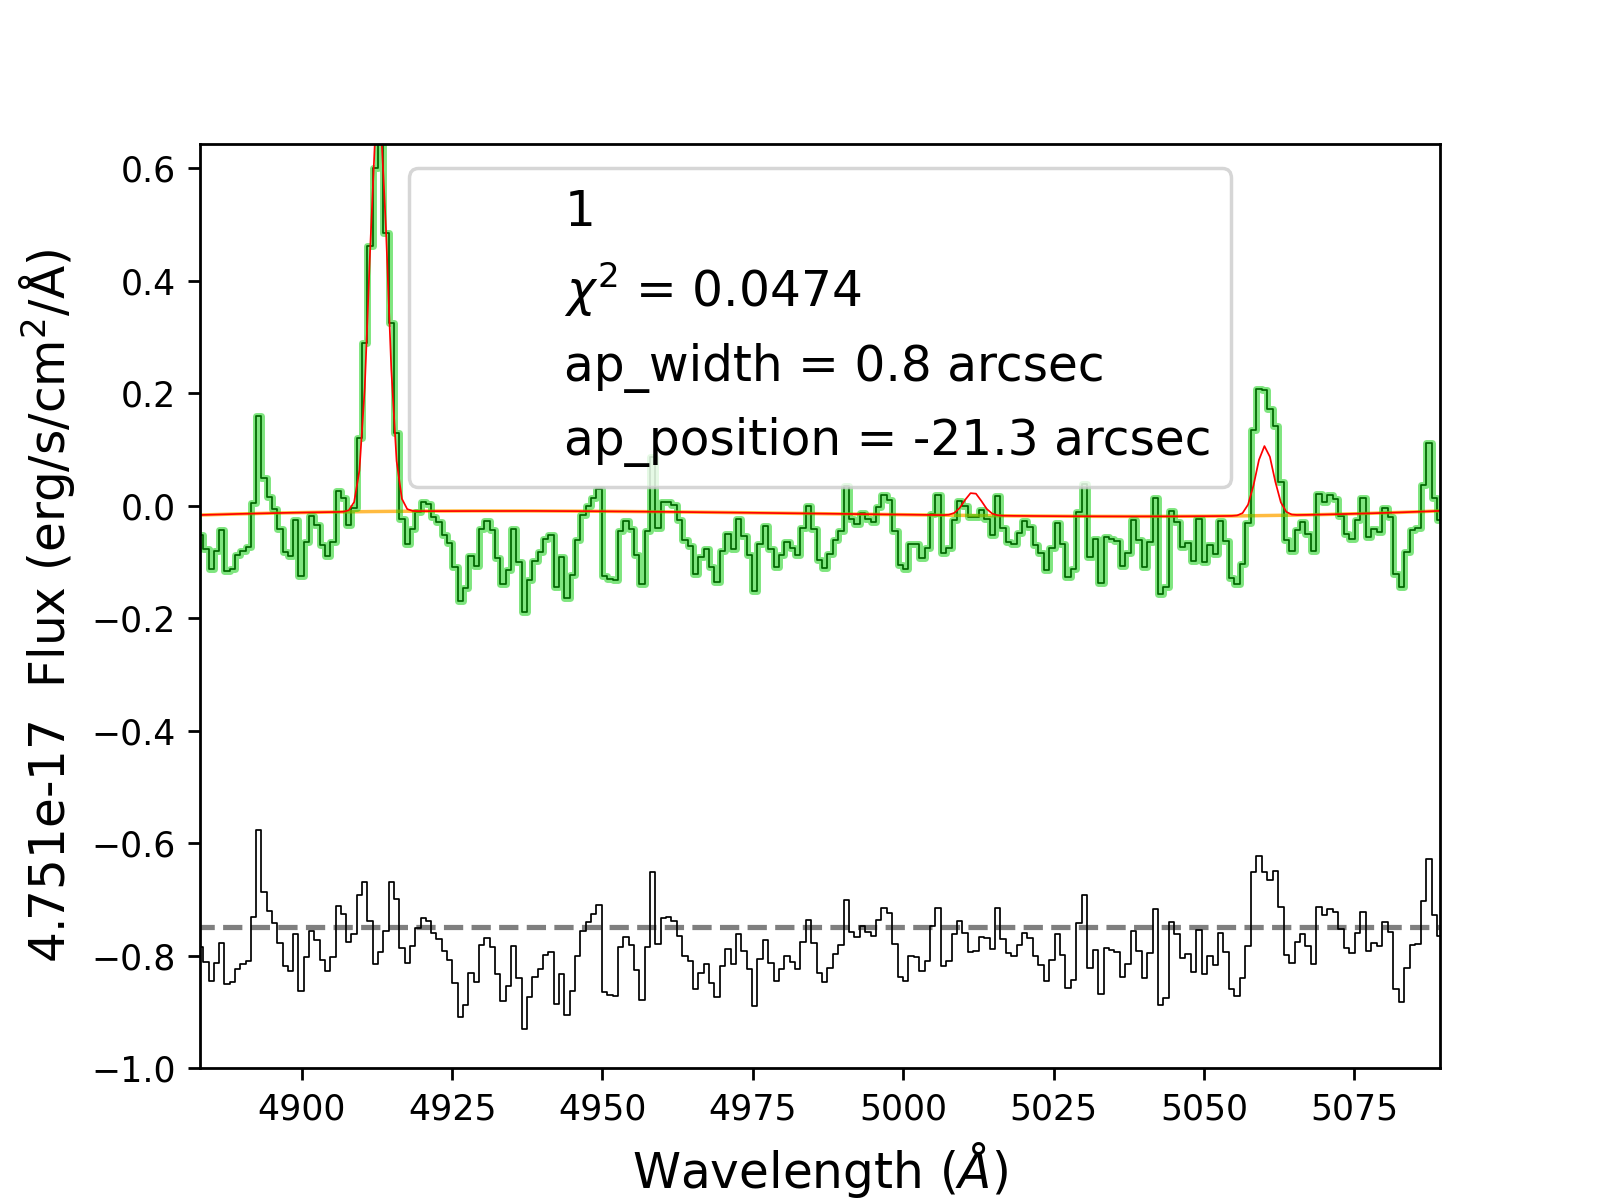 1
χ² = 0.0474
ap_width = 0.8 arcsec
ap_position = -21.3 arcsec
4.751e-17 Flux (erg/s/cm²/Å)
0.6
0.4
0.2
0.0
−0.2
−0.4
−0.6
−0.8
−1.0
4900 4925 4950 4975 5000 5025 5050 5075
Wavelength (Å)